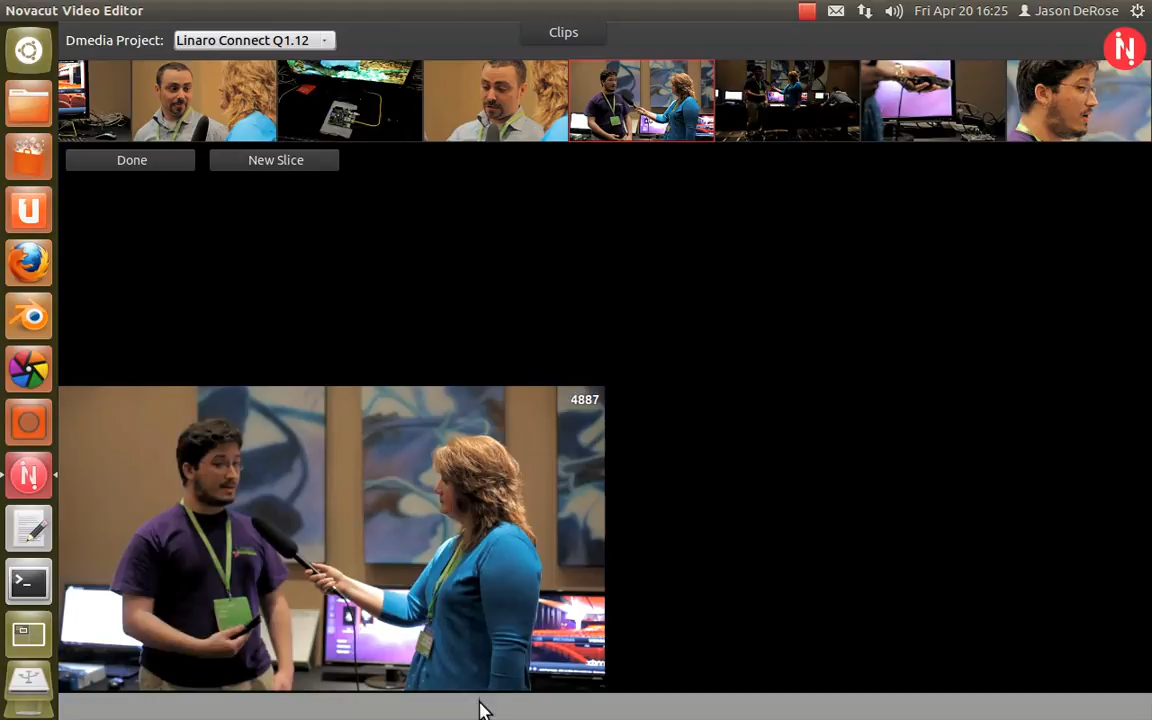 Novacut Video Editor
Fri Apr 20 16:25
Jason DeRose
Dmedia Project:
Linaro Connect Q1.12
Clips
Done
New Slice
4887